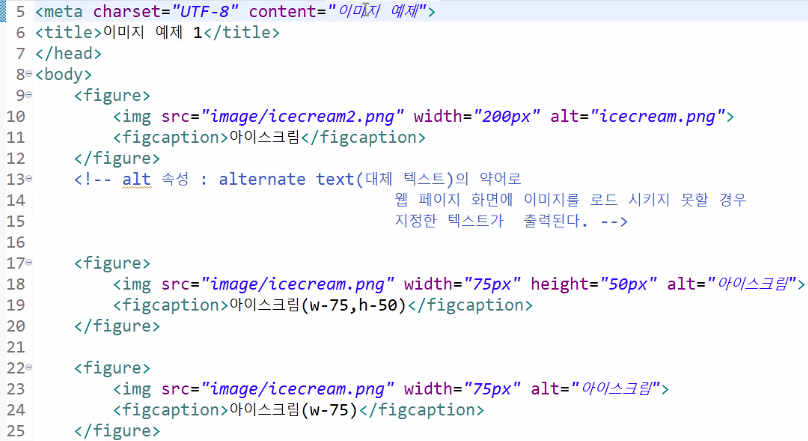 5 <meta charset="UTF-8" content="이미지 예제">
6 <title>이미지 예제 1</title>
7 </head>
8 <body>
9 <figure>
10 <img src="image/icecream2.png" width="200px" alt="icecream.png">
11 <figcaption>아이스크림</figcaption>
12 </figure>
13 <!-- alt 속성 : alternate text(대체 텍스트)의 약어로
14 웹 페이지 화면에 이미지를 로드 시키지 못할 경우
15 지정한 텍스트가 출력된다. -->
16
17 <figure>
18 <img src="image/icecream.png" width="75px" height="50px" alt="아이스크림">
19 <figcaption>아이스크림(w-75,h-50)</figcaption>
20 </figure>
21
22 <figure>
23 <img src="image/icecream.png" width="75px" alt="아이스크림">
24 <figcaption>아이스크림(w-75)</figcaption>
25 </figure>